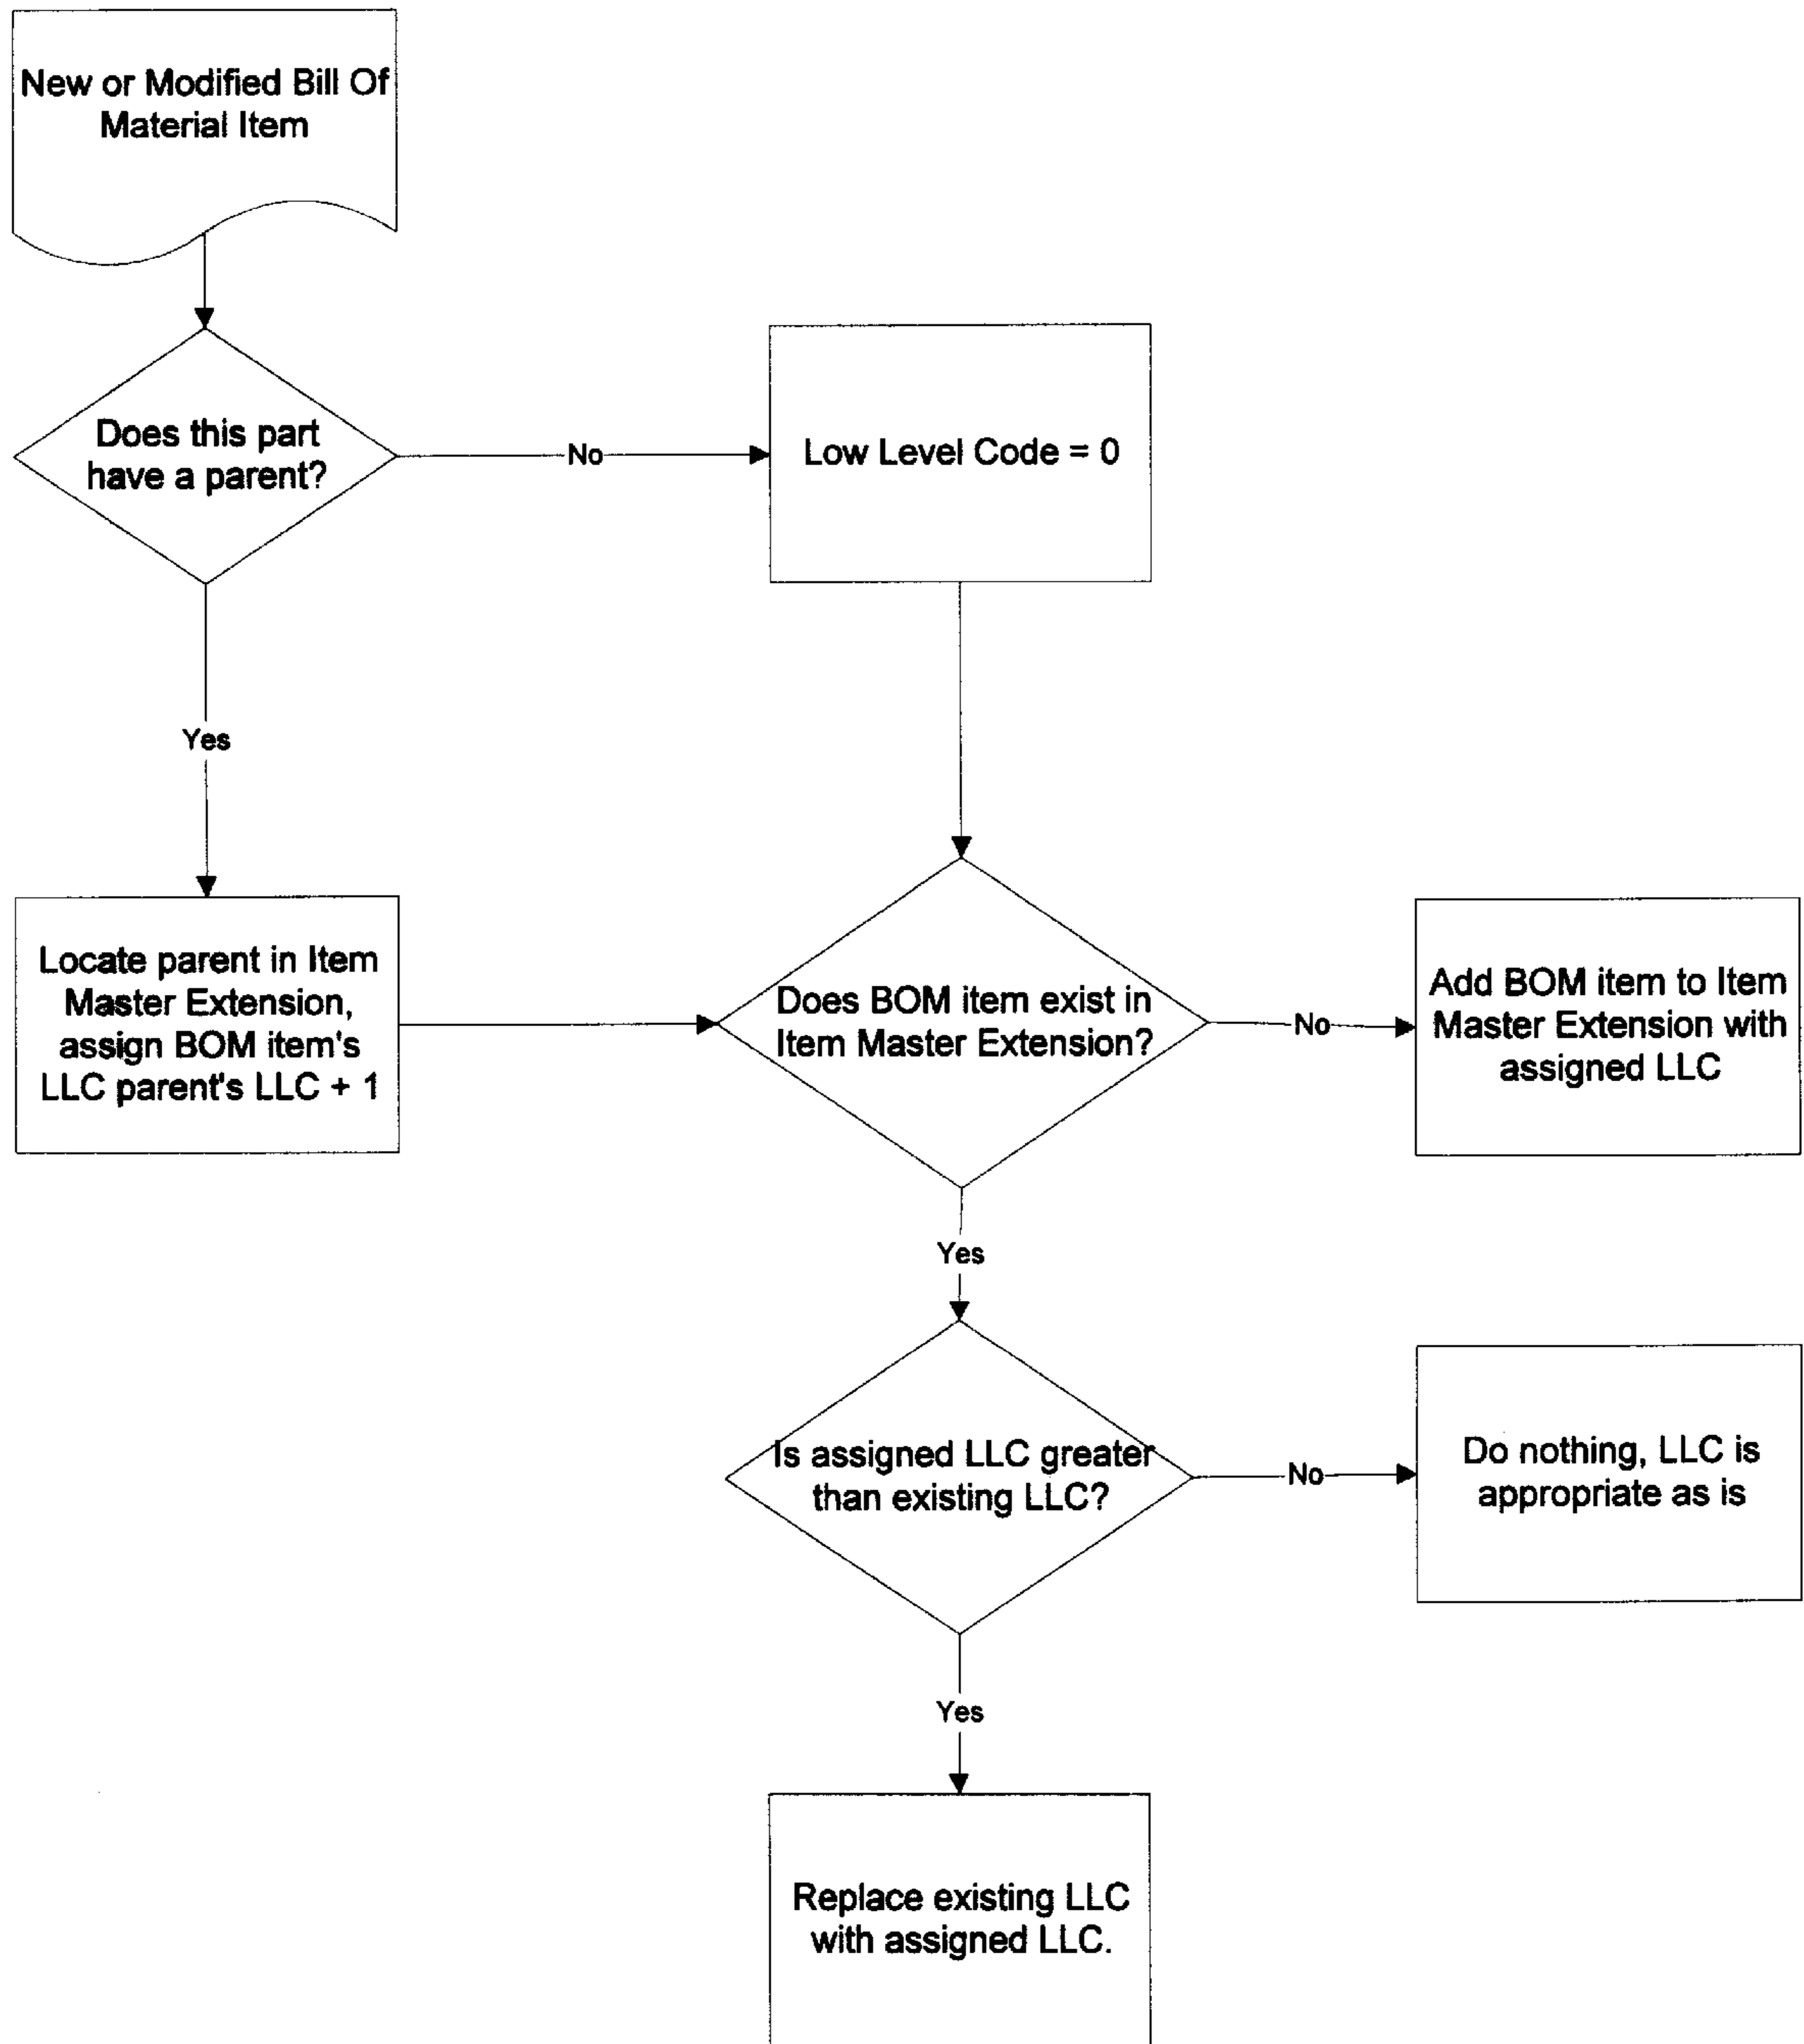 New or Modified Bill Of
Material Item
Does this part
have a parent?
No
Low Level Code = 0
Yes
Locate parent in Item
Master Extension,
assign BOM item's
LLC parent's LLC + 1
Does BOM item exist in
Item Master Extension?
No
Add BOM item to Item
Master Extension with
assigned LLC
Yes
Is assigned LLC greater
than existing LLC?
No
Do nothing, LLC is
appropriate as is
Yes
Replace existing LLC
with assigned LLC.